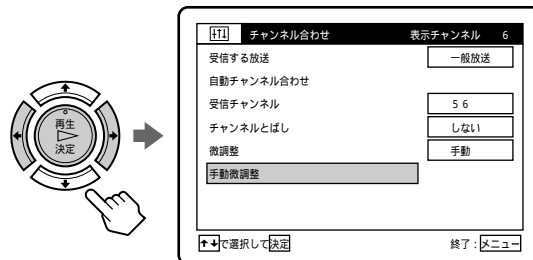 チャンネル合わせ 表示チャンネル 6
受信する放送 一般放送
自動チャンネル合わせ
受信チャンネル 56
チャンネルとばし しない
微調整 手動
手動微調整
再生
決定
で選択して決定 終了:メニュー